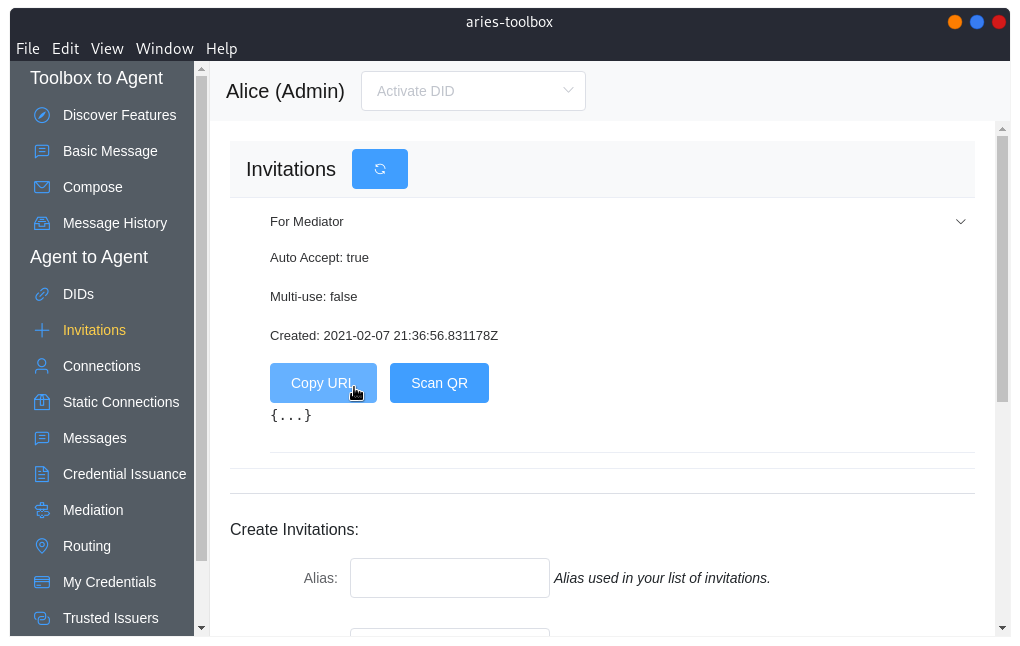 aries-toolbox
File Edit View Window Help
Toolbox to Agent
Discover Features
Basic Message
Compose
Message History
Agent to Agent
DIDs
Invitations
Connections
Static Connections
Messages
Credential Issuance
Mediation
Routing
My Credentials
Trusted Issuers
Alice (Admin) Activate DID
Invitations
For Mediator
Auto Accept: true
Multi-use: false
Created: 2021-02-07 21:36:56.831178Z
Copy URL Scan QR
{...}
Create Invitations:
Alias: Alias used in your list of invitations.